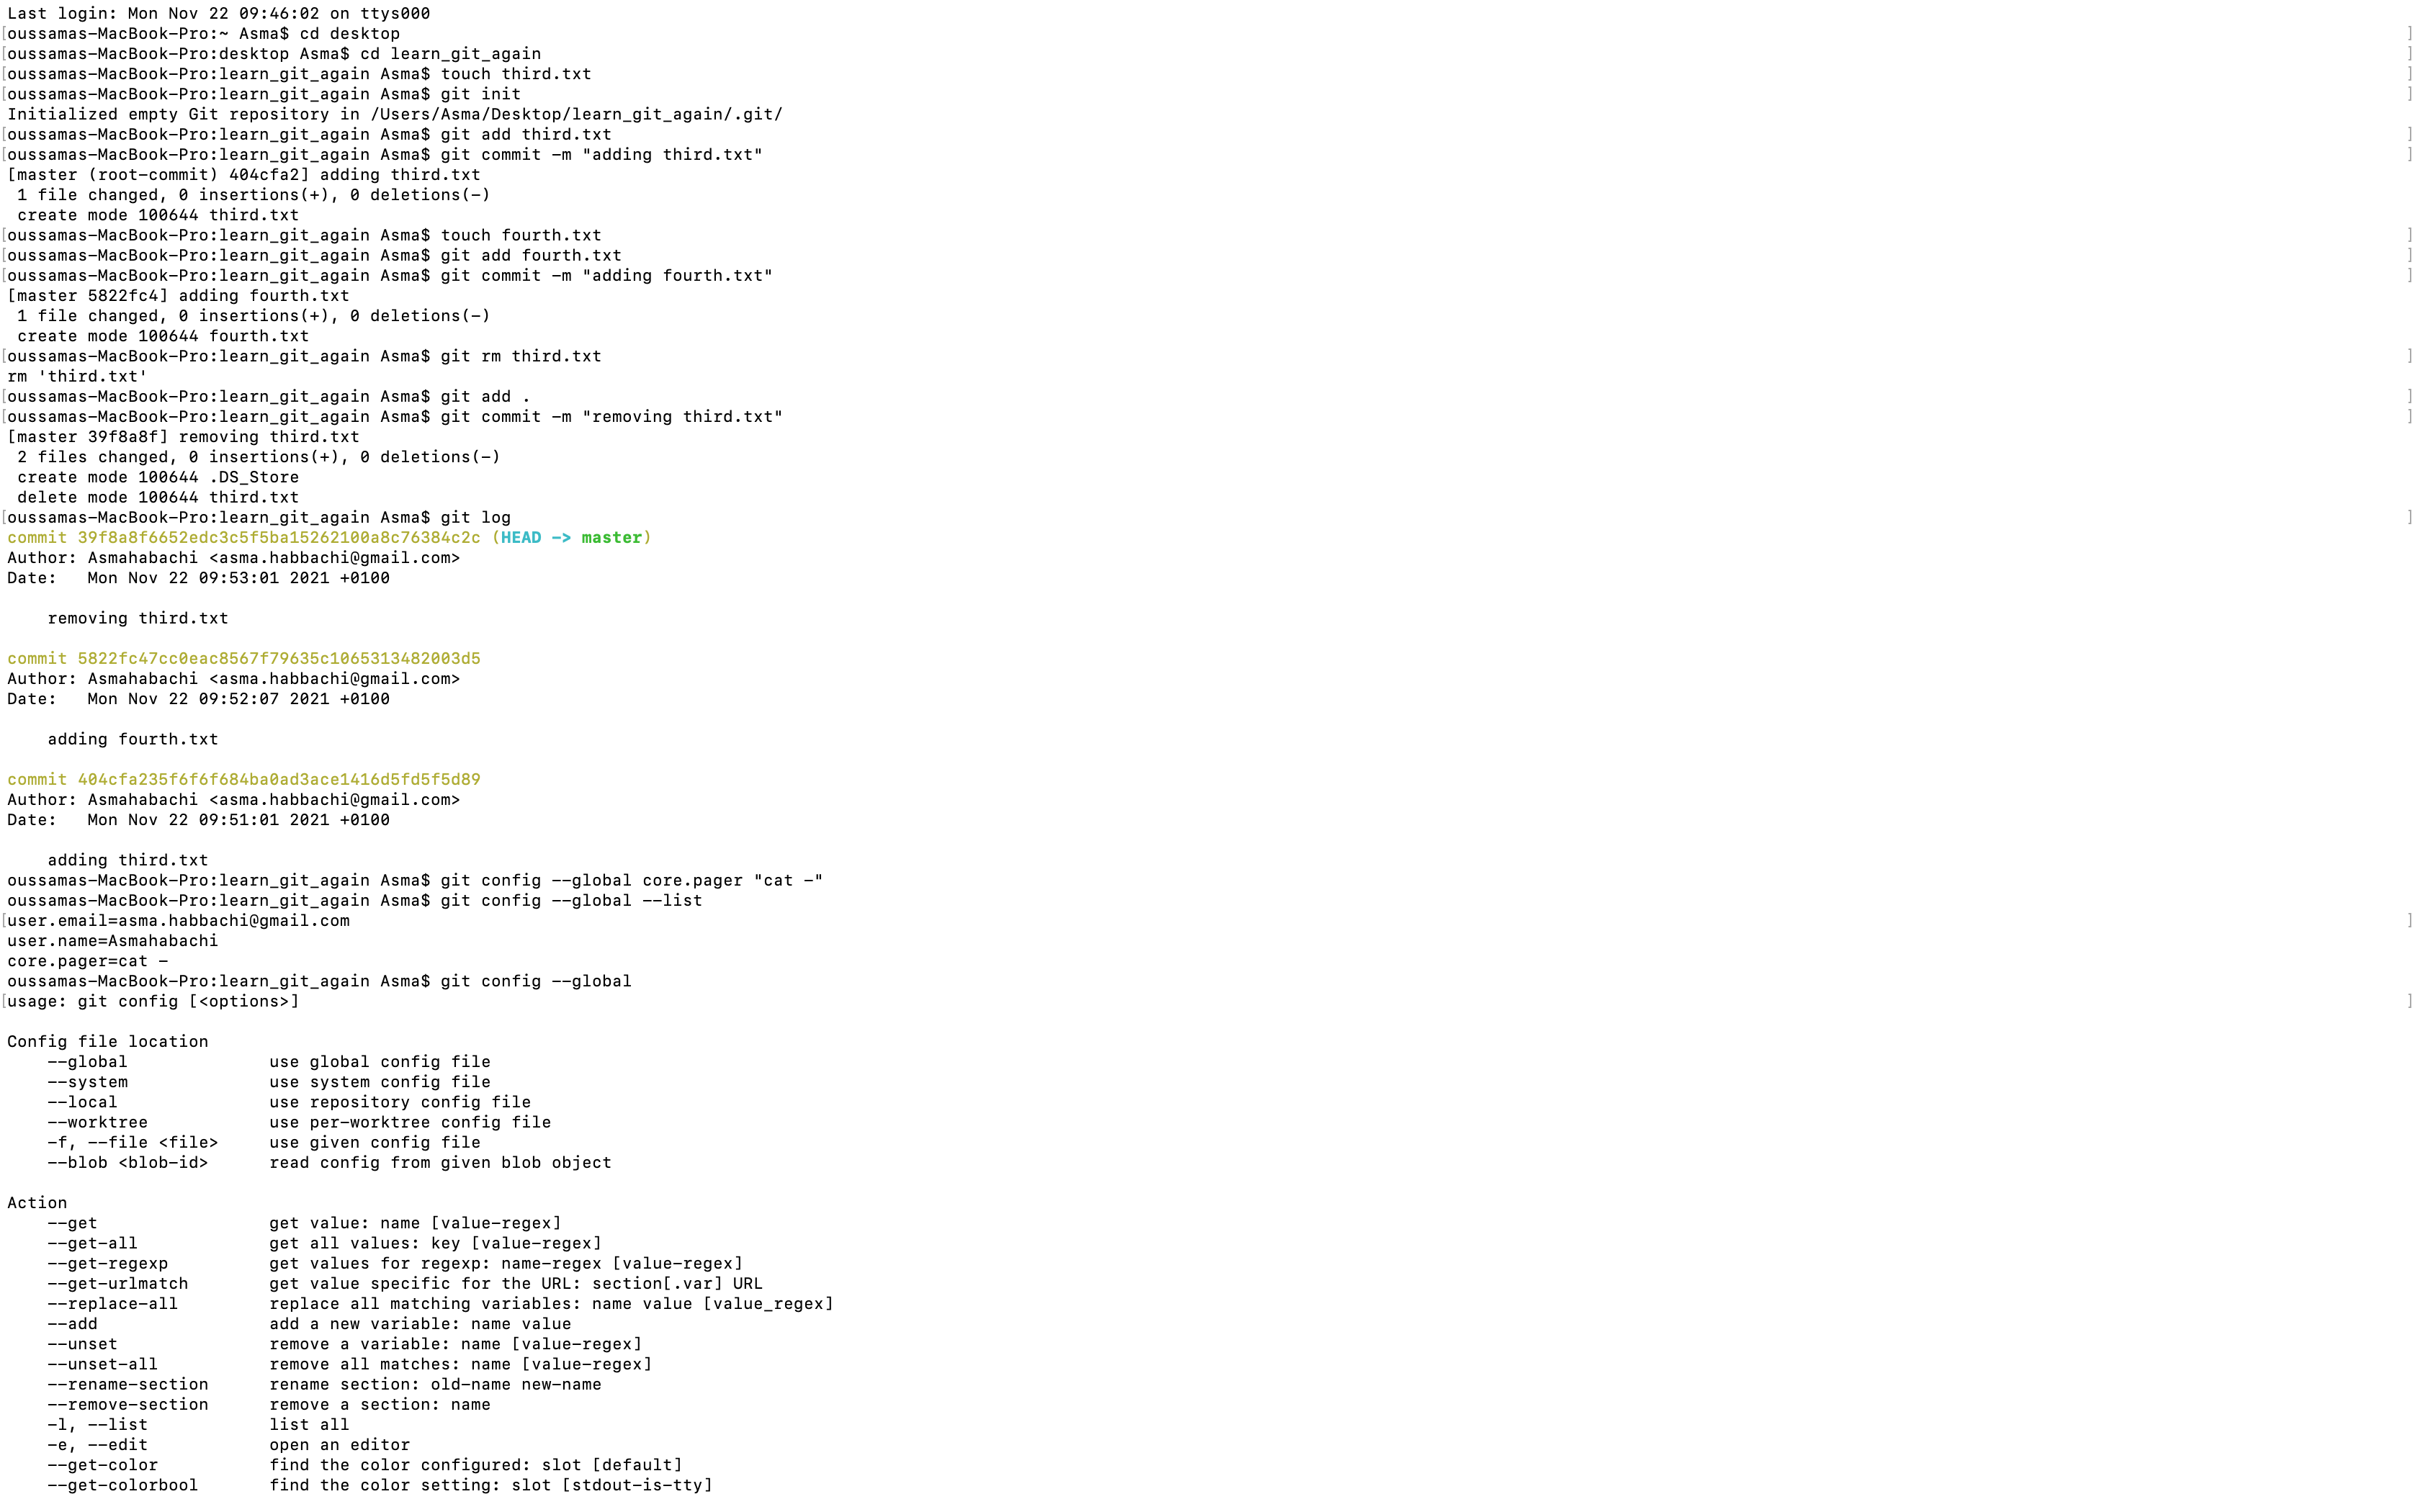 Last login: Mon Nov 22 09:46:02 on ttys000
[oussamas-MacBook-Pro:~ Asma$ cd desktop ]
[oussamas-MacBook-Pro:desktop Asma$ cd learn_git_again ]
[oussamas-MacBook-Pro:learn_git_again Asma$ touch third.txt ]
[oussamas-MacBook-Pro:learn_git_again Asma$ git init ]
Initialized empty Git repository in /Users/Asma/Desktop/learn_git_again/.git/
[oussamas-MacBook-Pro:learn_git_again Asma$ git add third.txt ]
[oussamas-MacBook-Pro:learn_git_again Asma$ git commit -m "adding third.txt" ]
[master (root-commit) 404cfa2] adding third.txt
 1 file changed, 0 insertions(+), 0 deletions(-)
 create mode 100644 third.txt
[oussamas-MacBook-Pro:learn_git_again Asma$ touch fourth.txt ]
[oussamas-MacBook-Pro:learn_git_again Asma$ git add fourth.txt ]
[oussamas-MacBook-Pro:learn_git_again Asma$ git commit -m "adding fourth.txt" ]
[master 5822fc4] adding fourth.txt
 1 file changed, 0 insertions(+), 0 deletions(-)
 create mode 100644 fourth.txt
[oussamas-MacBook-Pro:learn_git_again Asma$ git rm third.txt ]
rm 'third.txt'
[oussamas-MacBook-Pro:learn_git_again Asma$ git add . ]
[oussamas-MacBook-Pro:learn_git_again Asma$ git commit -m "removing third.txt" ]
[master 39f8a8f] removing third.txt
 2 files changed, 0 insertions(+), 0 deletions(-)
 create mode 100644 .DS_Store
 delete mode 100644 third.txt
[oussamas-MacBook-Pro:learn_git_again Asma$ git log ]
commit 39f8a8f6652edc3c5f5ba15262100a8c76384c2c (HEAD -> master)
Author: Asmahabachi <asma.habbachi@gmail.com>
Date:   Mon Nov 22 09:53:01 2021 +0100

    removing third.txt

commit 5822fc47cc0eac8567f79635c1065313482003d5
Author: Asmahabachi <asma.habbachi@gmail.com>
Date:   Mon Nov 22 09:52:07 2021 +0100

    adding fourth.txt

commit 404cfa235f6f6f684ba0ad3ace1416d5fd5f5d89
Author: Asmahabachi <asma.habbachi@gmail.com>
Date:   Mon Nov 22 09:51:01 2021 +0100

    adding third.txt
oussamas-MacBook-Pro:learn_git_again Asma$ git config --global core.pager "cat -"
oussamas-MacBook-Pro:learn_git_again Asma$ git config --global --list
[user.email=asma.habbachi@gmail.com ]
user.name=Asmahabachi
core.pager=cat -
oussamas-MacBook-Pro:learn_git_again Asma$ git config --global
[usage: git config [<options>] ]

Config file location
    --global              use global config file
    --system              use system config file
    --local               use repository config file
    --worktree            use per-worktree config file
    -f, --file <file>     use given config file
    --blob <blob-id>      read config from given blob object

Action
    --get                 get value: name [value-regex]
    --get-all             get all values: key [value-regex]
    --get-regexp          get values for regexp: name-regex [value-regex]
    --get-urlmatch        get value specific for the URL: section[.var] URL
    --replace-all         replace all matching variables: name value [value_regex]
    --add                 add a new variable: name value
    --unset               remove a variable: name [value-regex]
    --unset-all           remove all matches: name [value-regex]
    --rename-section      rename section: old-name new-name
    --remove-section      remove a section: name
    -l, --list            list all
    -e, --edit            open an editor
    --get-color           find the color configured: slot [default]
    --get-colorbool       find the color setting: slot [stdout-is-tty]